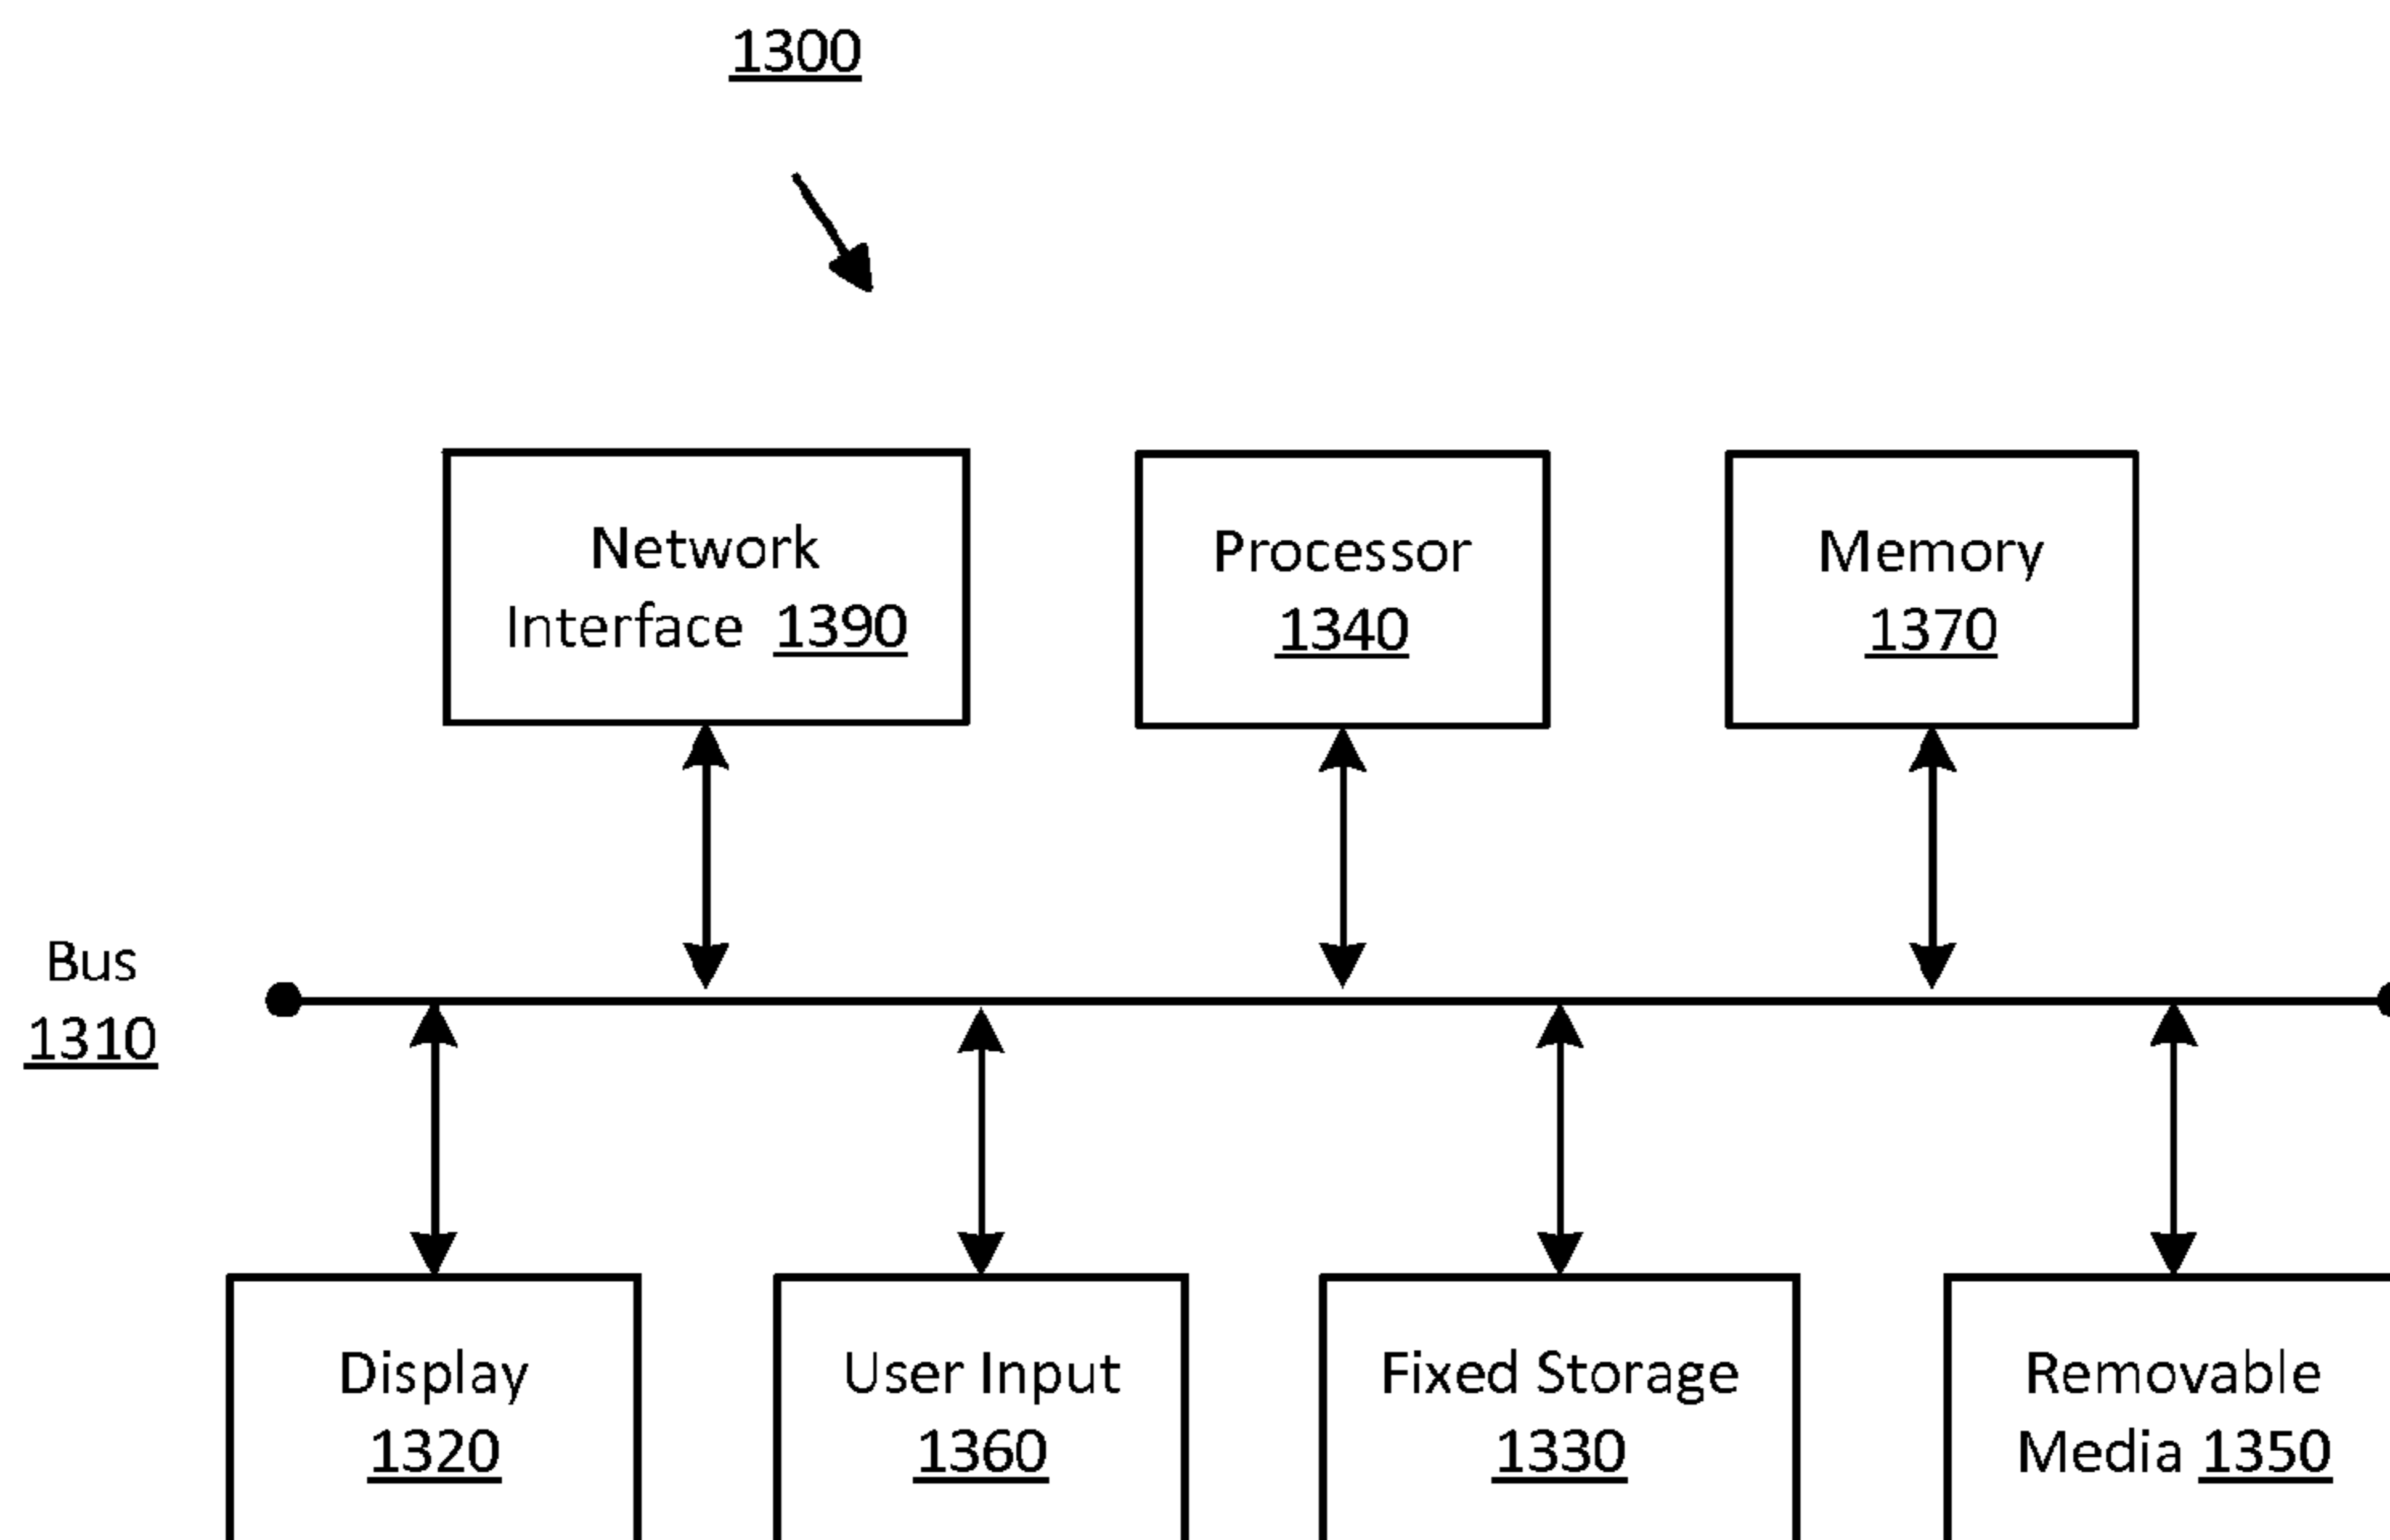 1300
Network
Interface 1390
Processor
1340
Memory
1370
Bus
1310
Display
1320
User Input
1360
Fixed Storage
1330
Removable
Media 1350